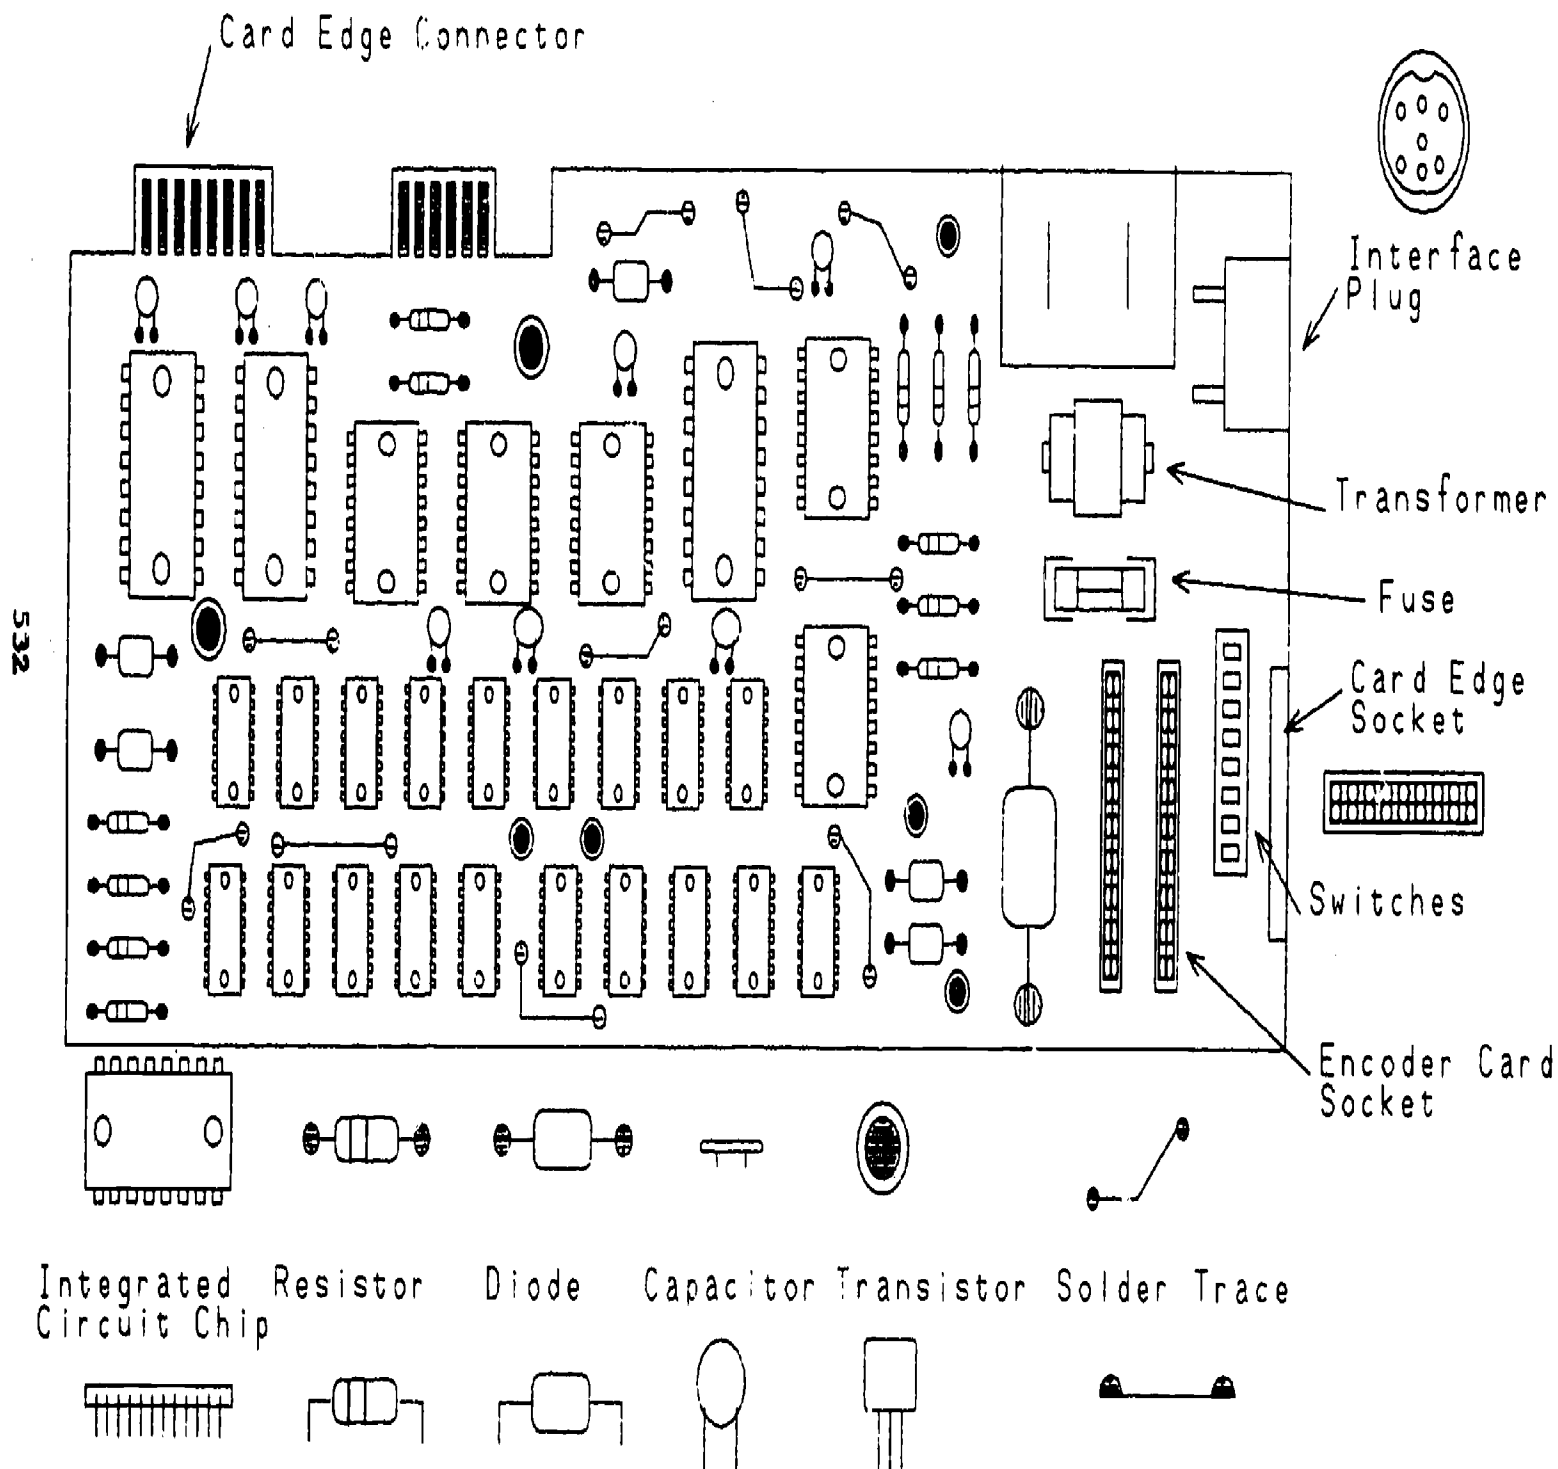 Card Edge Connector
Interface
Plug
Transformer
Fuse
532
Card Edge
Socket
Switches
Encoder Card
Socket
Integrated
Circuit Chip
Resistor
Diode
Capacitor
Transistor
Solder Trace